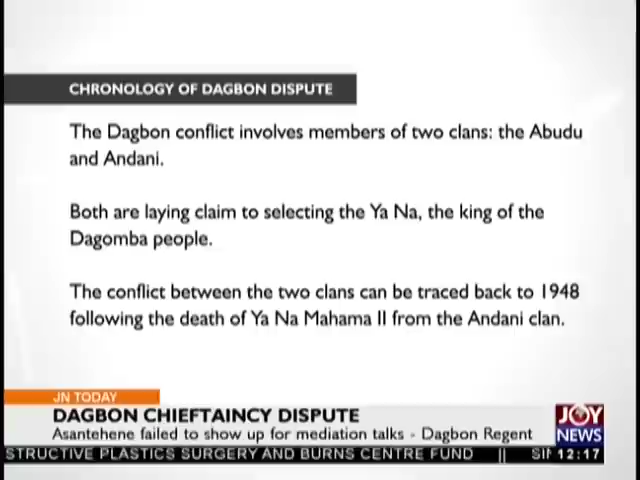 CHRONOLOGY OF DAGBON DISPUTE
The Dagbon conflict involves members of two clans: the Abudu
and Andani.
Both are laying claim to selecting the Ya Na, the king of the
Dagomba people.
The conflict between the two clans can be traced back to 1948
following the death of Ya Na Mahama II from the Andani clan.
JN TODAY
DAGBON CHIEFTAINCY DISPUTE
Asantehene failed to show up for mediation talks - Dagbon Regent
JOY
NEWS
STRUCTIVE PLASTICS SURGERY AND BURNS CENTRE FUND || 12:17